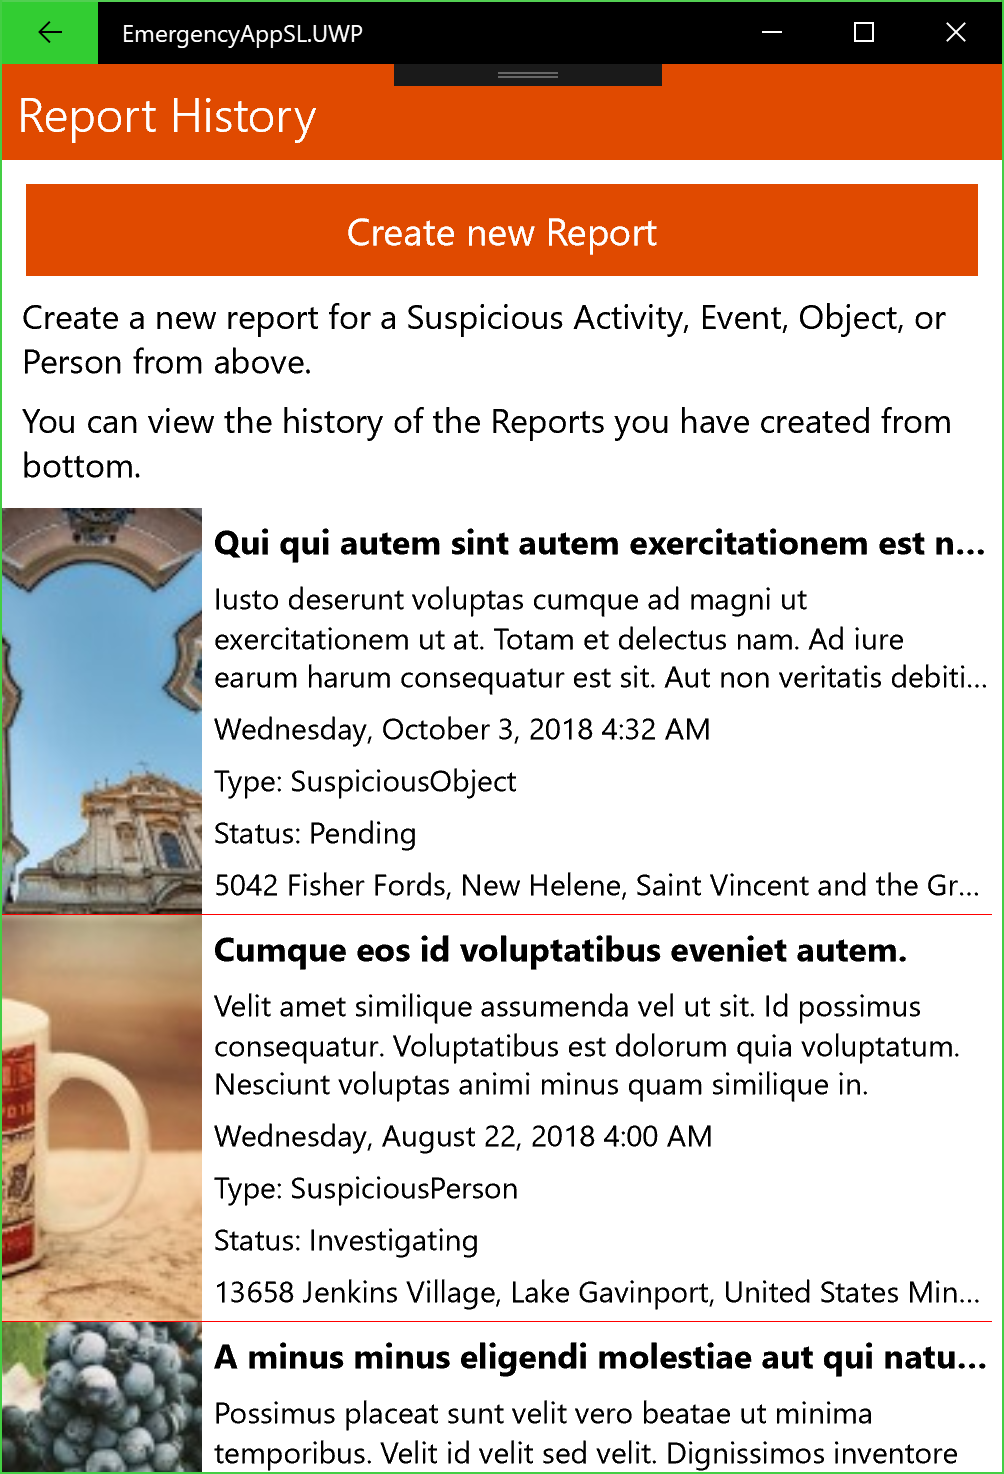 EmergencyAppSL.UWP
Report History
Create new Report
Create a new report for a Suspicious Activity, Event, Object, or
Person from above.
You can view the history of the Reports you have created from
bottom.
Qui qui autem sint autem exercitationem est n...
Iusto deserunt voluptas cumque ad magni ut
exercitationem ut at. Totam et delectus nam. Ad iure
earum harum consequatur est sit. Aut non veritatis debiti...
Wednesday, October 3, 2018 4:32 AM
Type: SuspiciousObject
Status: Pending
5042 Fisher Fords, New Helene, Saint Vincent and the Gr...
Cumque eos id voluptatibus eveniet autem.
Velit amet similique assumenda vel ut sit. Id possimus
consequatur. Voluptatibus est dolorum quia voluptatum.
Nesciunt voluptas animi minus quam similique in.
Wednesday, August 22, 2018 4:00 AM
Type: SuspiciousPerson
Status: Investigating
13658 Jenkins Village, Lake Gavinport, United States Min...
A minus minus eligendi molestiae aut qui natu...
Possimus placeat sunt velit vero beatae ut minima
temporibus. Velit id velit sed velit. Dignissimos inventore